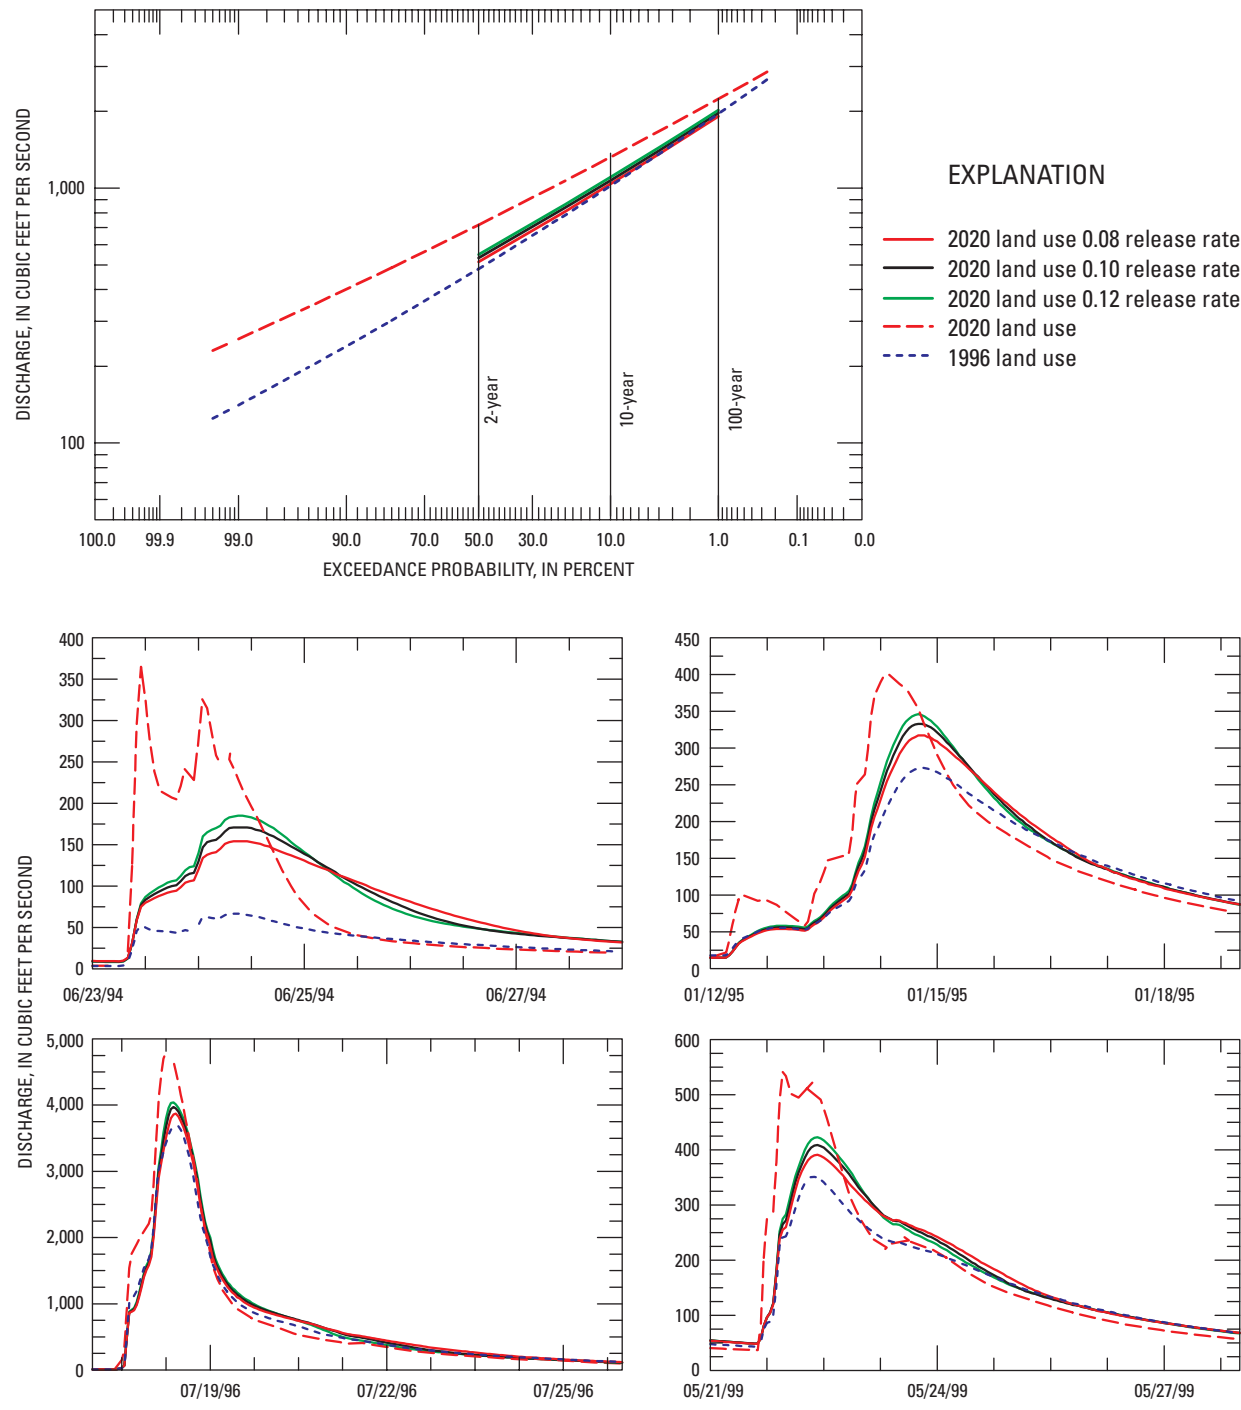 DISCHARGE, IN CUBIC FEET PER SECOND
1,000
100
2-year
10-year
100-year
100.0 99.9 99.0 90.0 70.0 50.0 30.0 10.0 1.0 0.1 0.0
EXCEEDANCE PROBABILITY, IN PERCENT
EXPLANATION
2020 land use 0.08 release rate
2020 land use 0.10 release rate
2020 land use 0.12 release rate
2020 land use
1996 land use
DISCHARGE, IN CUBIC FEET PER SECOND
400
350
300
250
200
150
100
50
0
06/23/94 06/25/94 06/27/94
450
400
350
300
250
200
150
100
50
0
01/12/95 01/15/95 01/18/95
5,000
4,000
3,000
2,000
1,000
0
07/19/96 07/22/96 07/25/96
600
500
400
300
200
100
0
05/21/99 05/24/99 05/27/99